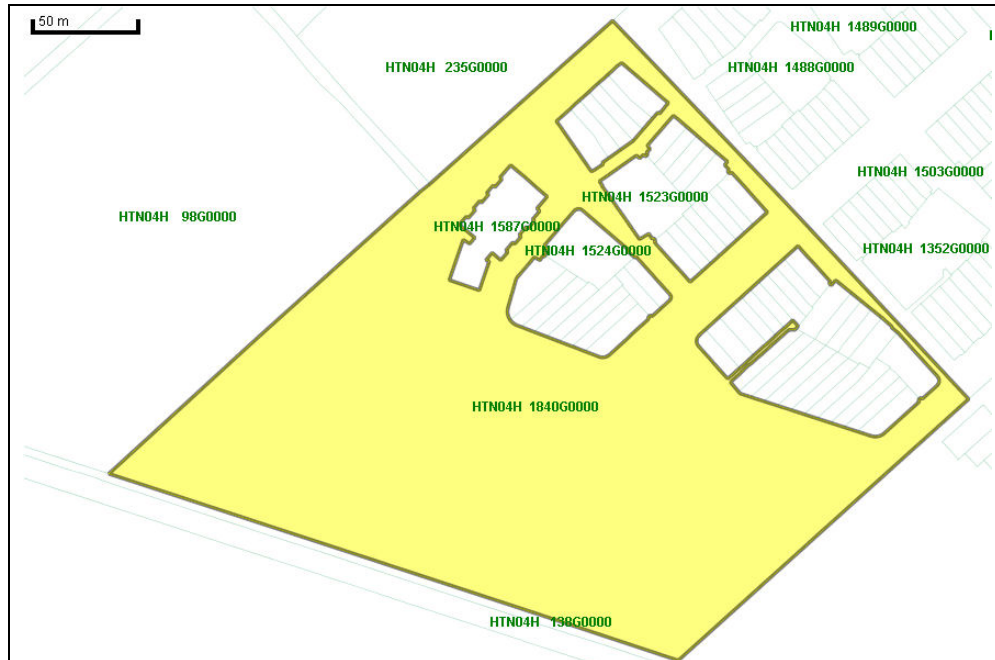 50 m
HTN04H 1489G0000
HTN04H 235G0000
HTN04H 1488G0000
HTN04H 1503G0000
HTN04H 1523G0000
HTN04H 98G0000
HTN04H 1587G0000
HTN04H 1524G0000
HTN04H 1352G0000
HTN04H 1840G0000
HTN04H 138G0000